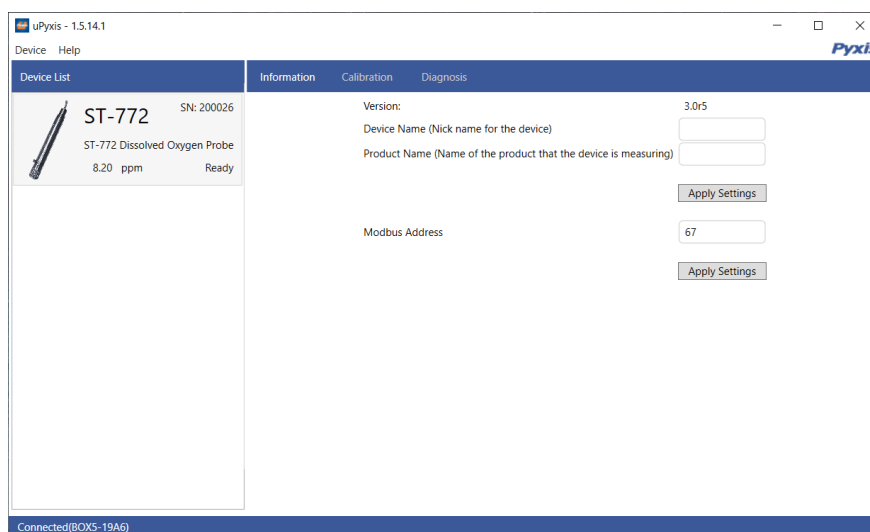 uPyxis - 1.5.14.1
Device Help
Pyxis
Device List
Information Calibration Diagnosis
ST-772
SN: 200026
ST-772 Dissolved Oxygen Probe
8.20 ppm Ready
Version: 3.0r5
Device Name (Nick name for the device)
Product Name (Name of the product that the device is measuring)
Apply Settings
Modbus Address 67
Apply Settings
Connected(BOX5-19A6)